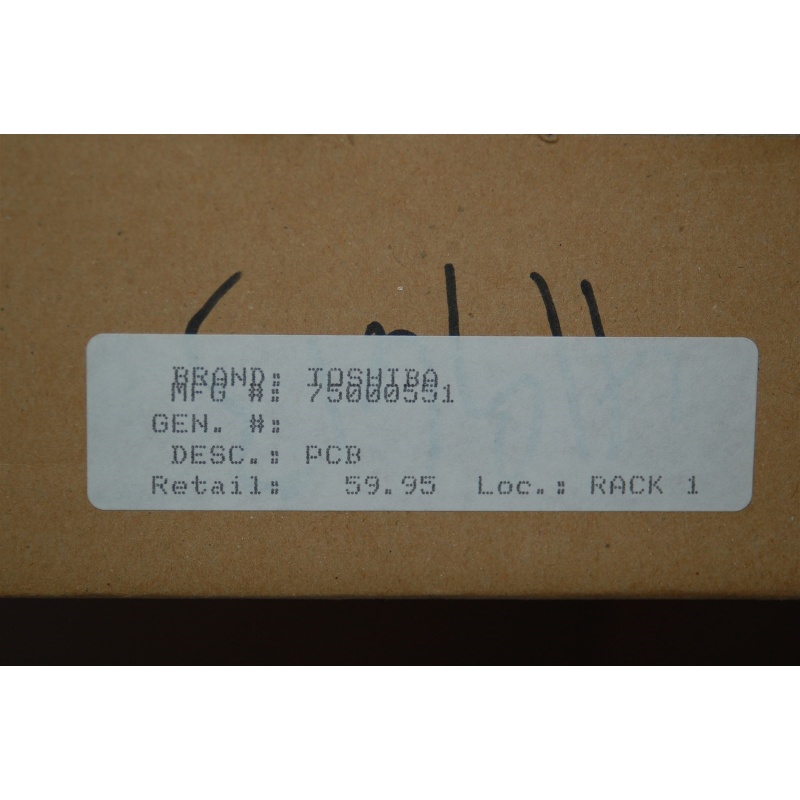 BRAND: TOSHIBA
MFG #: 75000551
GEN. #:
DESC.: PCB
Retail: 59.95 Loc.: RACK 1